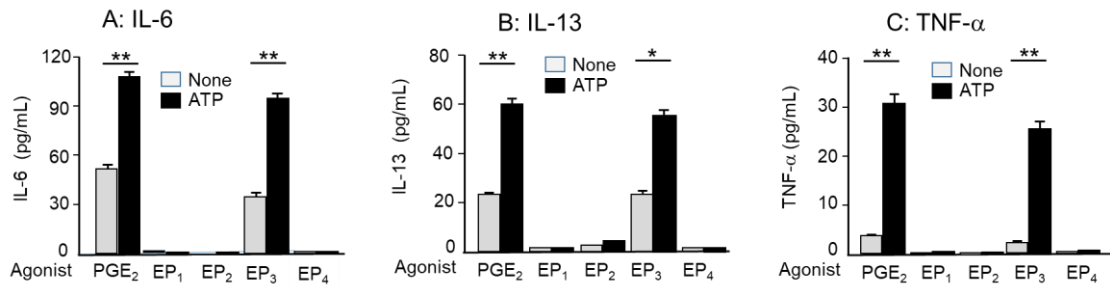 A: IL-6
IL-6 (pg/mL)
120
90
60
30
0
**
**
None
ATP
Agonist PGE₂ EP₁ EP₂ EP₃ EP₄
B: IL-13
IL-13 (pg/mL)
80
60
40
20
0
**
*
None
ATP
Agonist PGE₂ EP₁ EP₂ EP₃ EP₄
C: TNF-α
TNF-α (pg/mL)
40
30
20
10
0
**
**
None
ATP
Agonist PGE₂ EP₁ EP₂ EP₃ EP₄